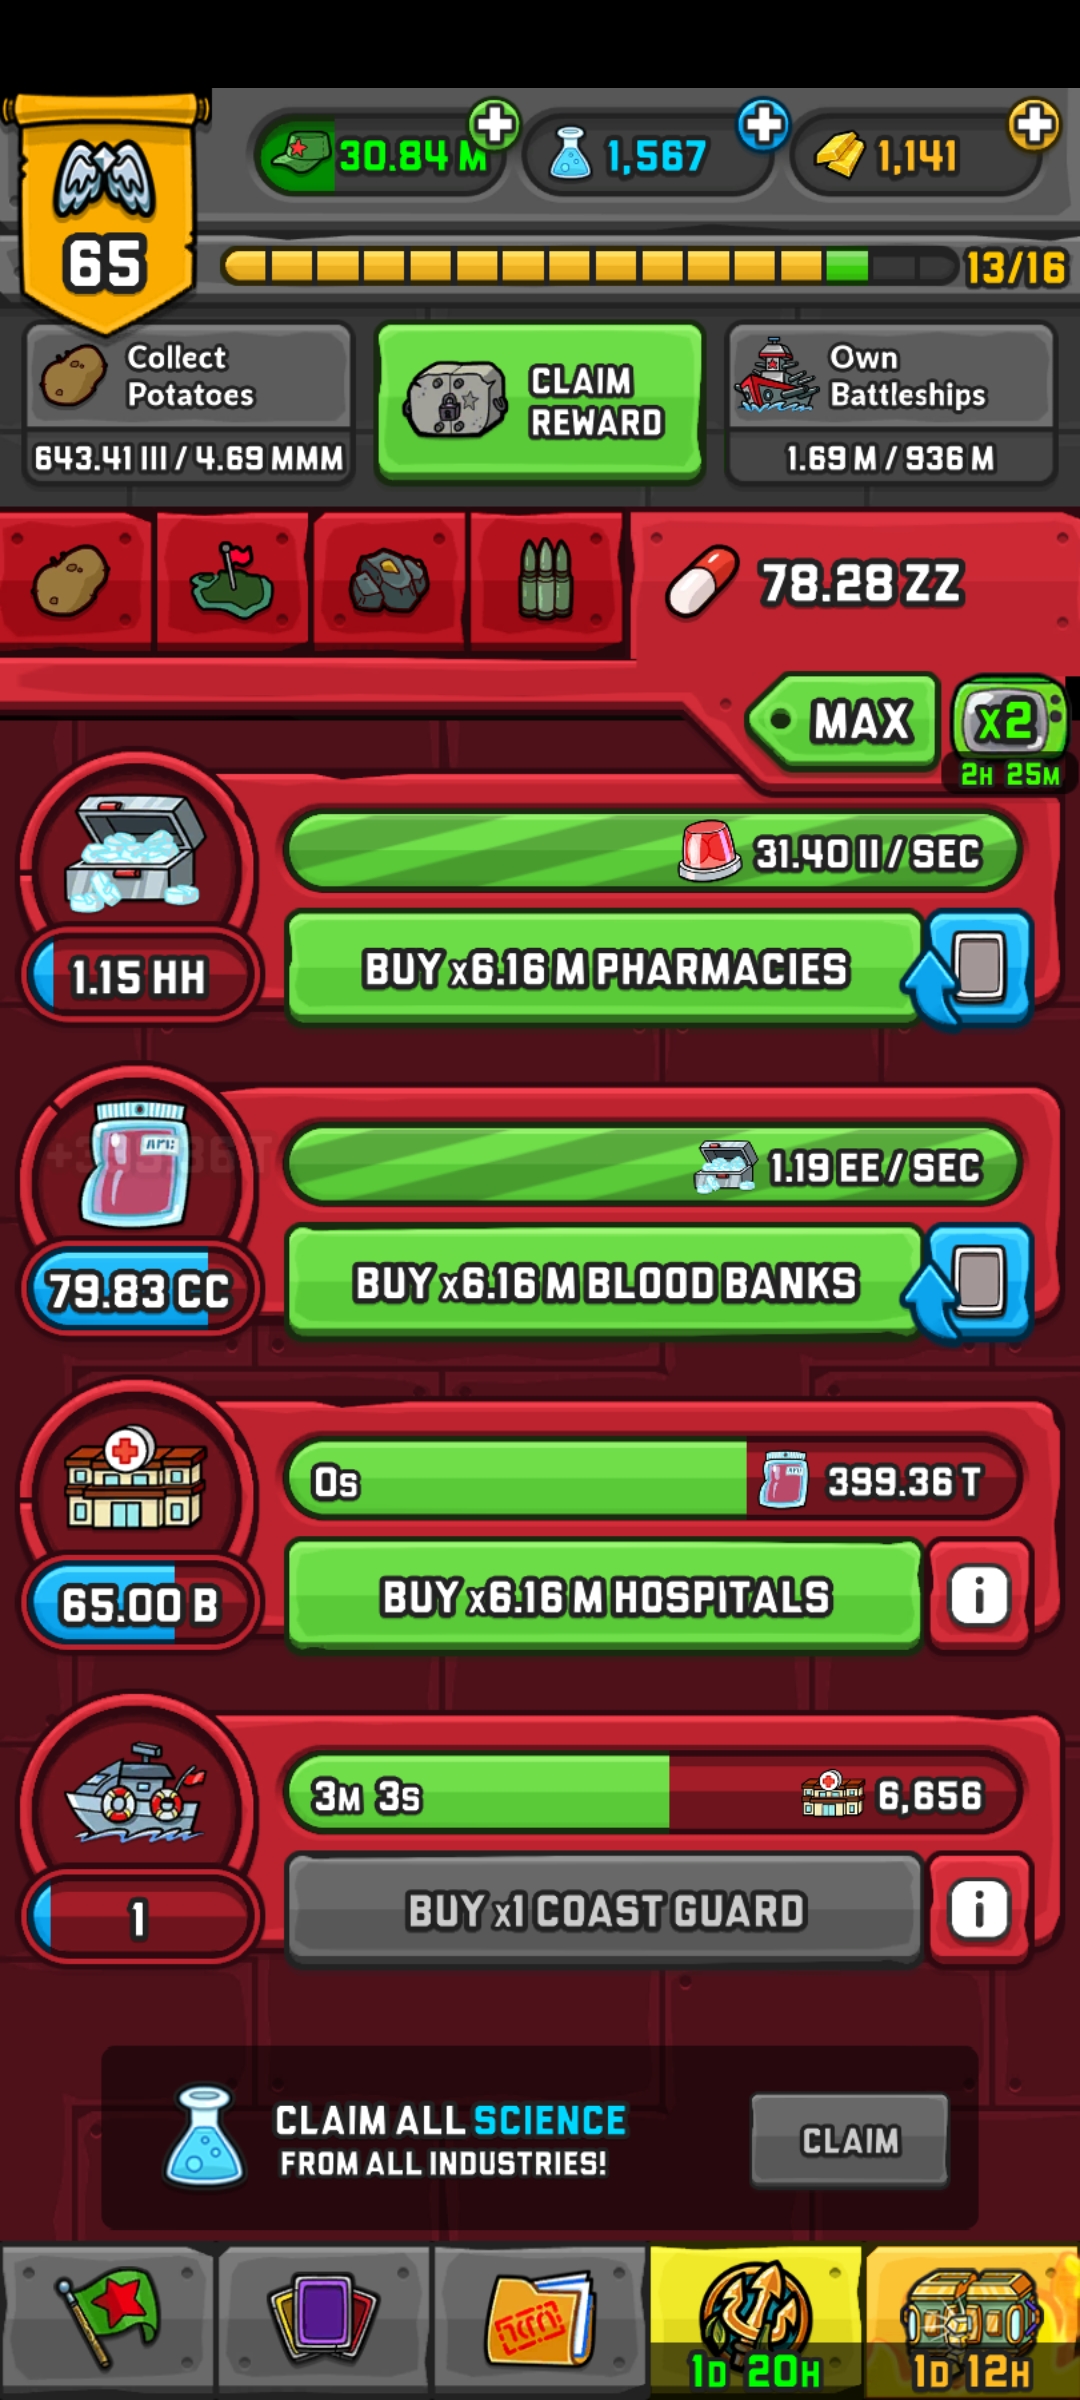 30.84 M
1,567
1,141
65
13/16
Collect
Potatoes
643.41 III / 4.69 MMM
CLAIM
REWARD
Own
Battleships
1.69 M / 936 M
78.28 ZZ
MAX
x2
2H 25M
31.40 II / SEC
1.15 HH
BUY x6.16 M PHARMACIES
1.19 EE / SEC
79.83 CC
BUY x6.16 M BLOOD BANKS
0s
399.36 T
65.00 B
BUY x6.16 M HOSPITALS
i
3M 3s
6,656
1
BUY x1 COAST GUARD
i
CLAIM ALL SCIENCE
FROM ALL INDUSTRIES!
CLAIM
1D 20H
1D 12H